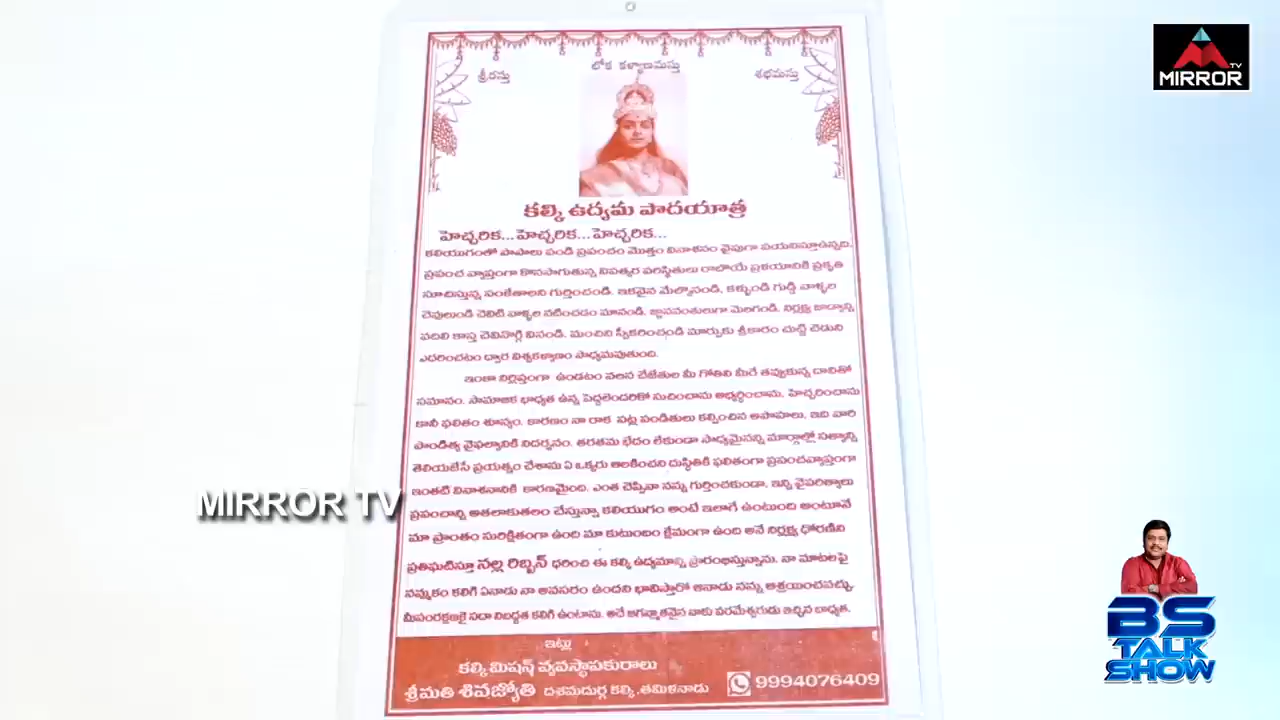 MIRROR TV
శ్రీరస్తు
లోక కళ్యాణమస్తు
శభమస్తు
కల్కి ఉద్యమ పాదయాత్ర
హెచ్చరిక... హెచ్చరిక... హెచ్చరిక...
కలియుగంతో పాపాలు పండి ప్రపంచం మొత్తం వినాశనం వైపుగా పయనిస్తూఉన్నది.
ప్రపంచ వ్యాప్తంగా కొనసాగుతున్న విపత్కర పరిస్థితులు రాబోయే ప్రళయానికి ప్రకృతి
సూచిస్తున్న సంకేతాలని గుర్తించండి. ఇకనైన మేల్కొనండి, కళ్ళుండి గుడ్డి వాళ్ళల
చెవులుండి చెవిటి వాళ్ళల నటించడం మానండి. జ్ఞానవంతులుగా మెలగండి. నిర్లక్ష్య జాడ్యాన్ని
వదిలి కాస్త చెవియొగ్గి వినండి. మంచిని స్వీకరించండి మార్పుకు శ్రీకారం చుట్టి చెడుని
ఎదిరించటం ద్వార విశ్వకళ్యాణం సాధ్యమవుతుంది.
ఇంకా నిర్లిప్తంగా ఉండటం వలన చేజేతుల మీ గోతిని మీరే తవ్వుకున్న దానితో
సమానం. సామాజిక భాధ్యత ఉన్న పెద్దలెందరికో సుచించాను అభ్యర్థించాను. హెచ్చరించాను
కానీ ఫలితం శూన్యం. కారణం నా రాక పట్ల పండితులు కల్పించిన అపోహలు, ఇది వారి
పాండిత్య వైఫల్యానికి నిదర్శనం. తరతమ భేదం లేకుండా సాధ్యమైనన్ని మార్గాల్లో సత్యాన్ని
తెలియజేసే ప్రయత్నం చేశాను ఏ ఒక్కరు ఆలకించని దుస్థితికి ఫలితంగా ప్రపంచవ్యాప్తంగా
ఇంతటి వినాశనానికి కారణమైంది. ఎంత చెప్పినా నన్ను గుర్తించకుండా, ఇన్ని వైపరిత్యాలు
ప్రపంచాన్ని అతలాకుతలం చేస్తున్నా కలియుగం అంటే ఇలాగే ఉంటుంది అంటూనే
మా ప్రాంతం సురక్షితంగా ఉంది మా కుటుంబం క్షేమంగా ఉంది అనే నిర్లక్ష్య ధోరణిని
ప్రతిఘటిస్తూ నల్ల రిబ్బన్ ధరించి ఈ కల్కి ఉద్యమాన్ని ప్రారంభిస్తున్నాను. నా మాటలపై
నమ్మకం కలిగి ఏనాడు నా అవసరం ఉందని భావిస్తారో ఆనాడు నన్ను ఆశ్రయించవచ్చు,
మీసంరక్షణకై సదా నిబద్ధత కలిగి ఉంటాను. అదే జగన్మాతనైన నాకు పరమేశ్వరుడు ఇచ్చిన బాధ్యత.
ఇట్లు
కల్కి మిషన్ వ్యవస్థాపకురాలు
శ్రీమతి శివజ్యోతి దశమదుర్గ కల్కి,తమిళనాడు
9994076409
MIRROR TV
BS
TALK
SHOW